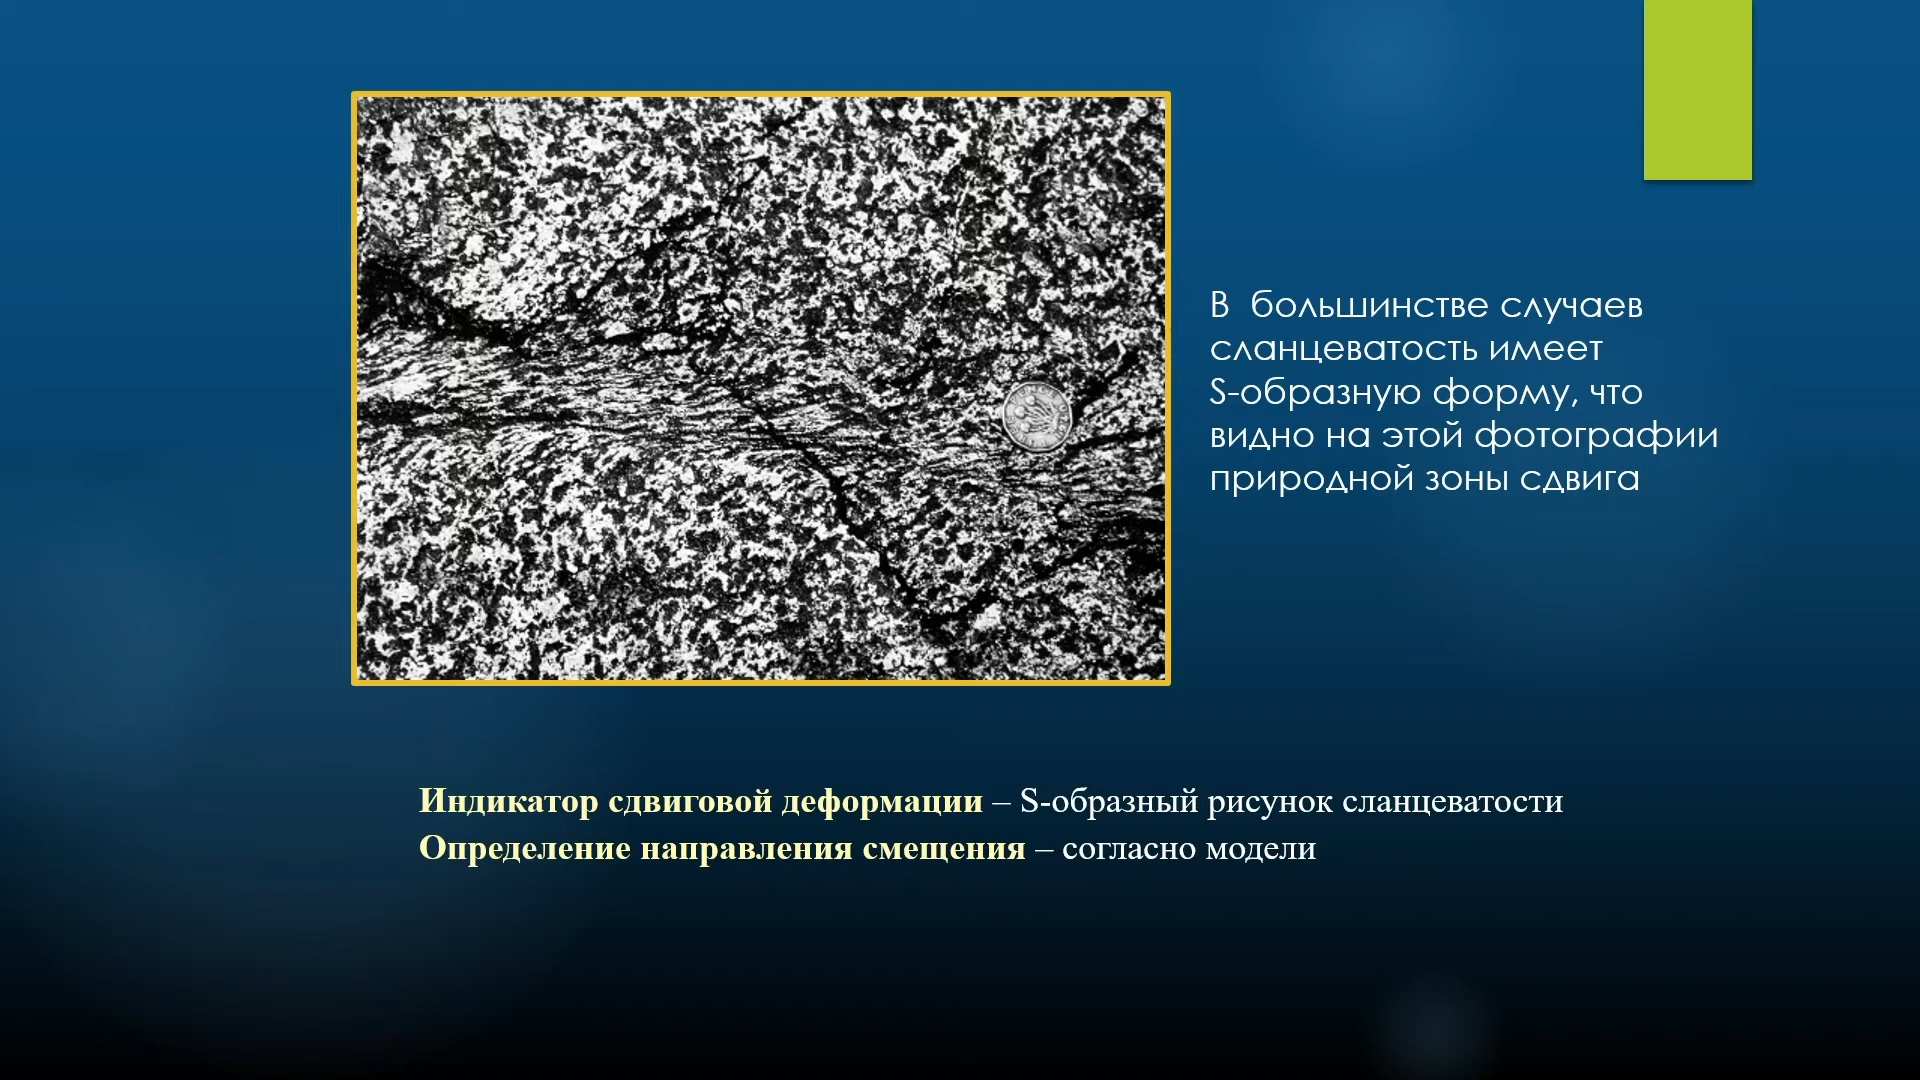 В  большинстве случаев
сланцеватость имеет
S-образную форму, что
видно на этой фотографии
природной зоны сдвига
Индикатор сдвиговой деформации – S-образный рисунок сланцеватости
Определение направления смещения – согласно модели